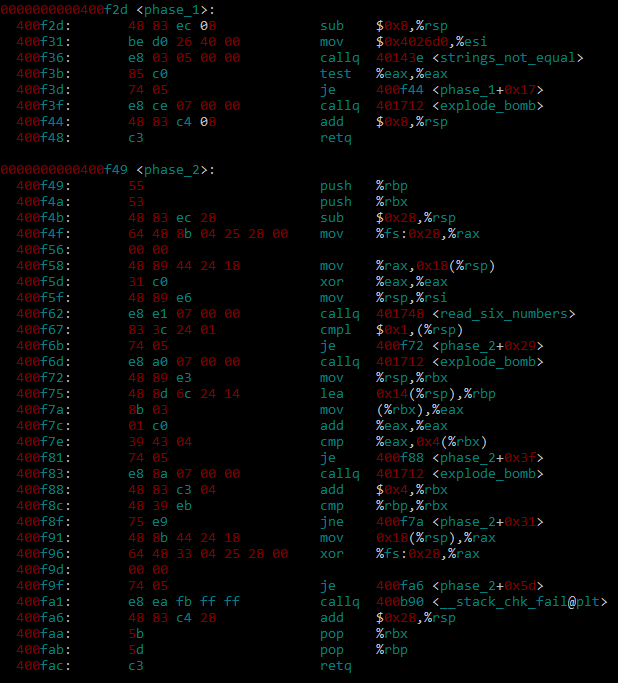 0000000000400f2d <phase_1>:
400f2d: 48 83 ec 08 sub $0x8,%rsp
400f31: be d0 26 40 00 mov $0x4026d0,%esi
400f36: e8 03 05 00 00 callq 40143e <strings_not_equal>
400f3b: 85 c0 test %eax,%eax
400f3d: 74 05 je 400f44 <phase_1+0x17>
400f3f: e8 ce 07 00 00 callq 401712 <explode_bomb>
400f44: 48 83 c4 08 add $0x8,%rsp
400f48: c3 retq
0000000000400f49 <phase_2>:
400f49: 55 push %rbp
400f4a: 53 push %rbx
400f4b: 48 83 ec 28 sub $0x28,%rsp
400f4f: 64 48 8b 04 25 28 00 mov %fs:0x28,%rax
400f56: 00 00
400f58: 48 89 44 24 18 mov %rax,0x18(%rsp)
400f5d: 31 c0 xor %eax,%eax
400f5f: 48 89 e6 mov %rsp,%rsi
400f62: e8 e1 07 00 00 callq 401748 <read_six_numbers>
400f67: 83 3c 24 01 cmpl $0x1,(%rsp)
400f6b: 74 05 je 400f72 <phase_2+0x29>
400f6d: e8 a0 07 00 00 callq 401712 <explode_bomb>
400f72: 48 89 e3 mov %rsp,%rbx
400f75: 48 8d 6c 24 14 lea 0x14(%rsp),%rbp
400f7a: 8b 03 mov (%rbx),%eax
400f7c: 01 c0 add %eax,%eax
400f7e: 39 43 04 cmp %eax,0x4(%rbx)
400f81: 74 05 je 400f88 <phase_2+0x3f>
400f83: e8 8a 07 00 00 callq 401712 <explode_bomb>
400f88: 48 83 c3 04 add $0x4,%rbx
400f8c: 48 39 eb cmp %rbp,%rbx
400f8f: 75 e9 jne 400f7a <phase_2+0x31>
400f91: 48 8b 44 24 18 mov 0x18(%rsp),%rax
400f96: 64 48 33 04 25 28 00 xor %fs:0x28,%rax
400f9d: 00 00
400f9f: 74 05 je 400fa6 <phase_2+0x5d>
400fa1: e8 ea fb ff ff callq 400b90 <__stack_chk_fail@plt>
400fa6: 48 83 c4 28 add $0x28,%rsp
400faa: 5b pop %rbx
400fab: 5d pop %rbp
400fac: c3 retq